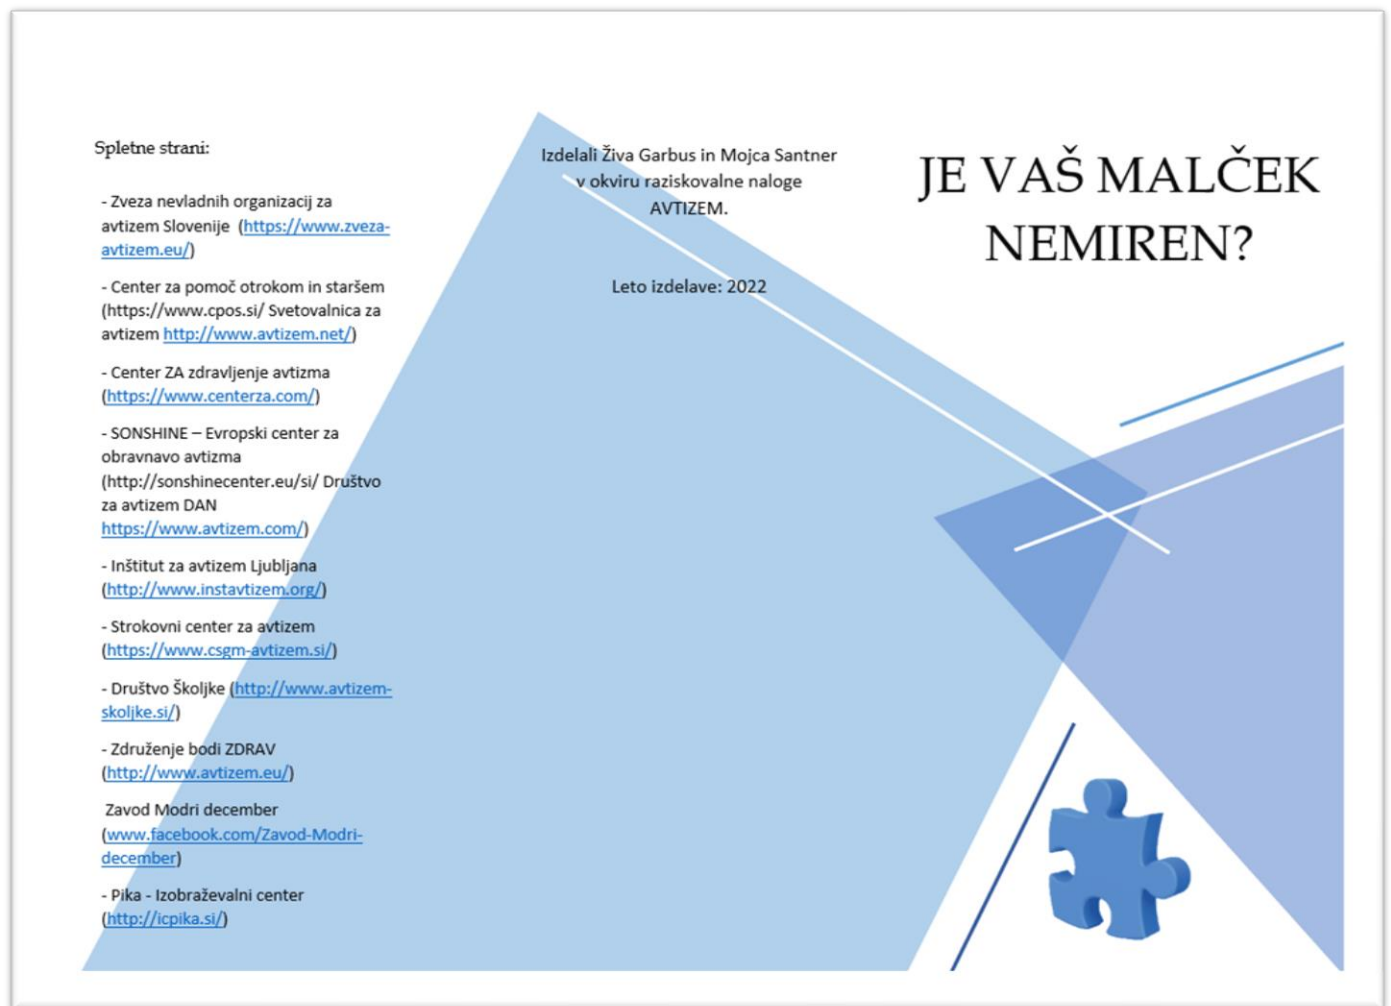 Spletne strani:
- Zveza nevladnih organizacij za
avtizem Slovenije (https://www.zveza-
avtizem.eu/)
- Center za pomoč otrokom in staršem
(https://www.cpos.si/ Svetovalnica za
avtizem http://www.avtizem.net/)
- Center ZA zdravljenje avtizma
(https://www.centerza.com/)
- SONSHINE – Evropski center za
obravnavo avtizma
(http://sonshinecenter.eu/si/ Društvo
za avtizem DAN
https://www.avtizem.com/)
- Inštitut za avtizem Ljubljana
(http://www.instavtizem.org/)
- Strokovni center za avtizem
(https://www.csgm-avtizem.si/)
- Društvo Školjke (http://www.avtizem-
skoljke.si/)
- Združenje bodi ZDRAV
(http://www.avtizem.eu/)
Zavod Modri december
(www.facebook.com/Zavod-Modri-
december)
- Pika - Izobraževalni center
(http://icpika.si/)
Izdelali Živa Garbus in Mojca Santner
v okviru raziskovalne naloge
AVTIZEM.
Leto izdelave: 2022
JE VAŠ MALČEK
NEMIREN?